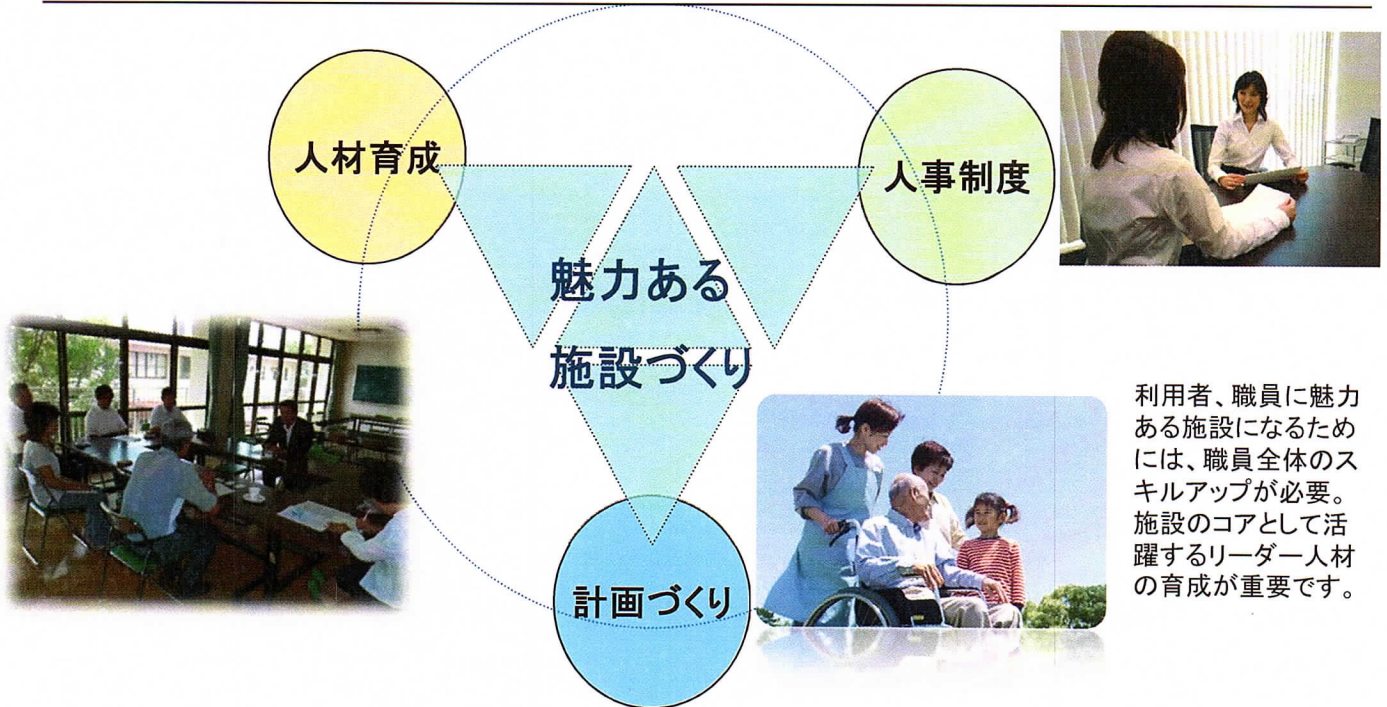 人材育成
人事制度
魅力ある
施設づくり
計画づくり
利用者、職員に魅力
ある施設になるため
には、職員全体のス
キルアップが必要。
施設のコアとして活
躍するリーダー人材
の育成が重要です。